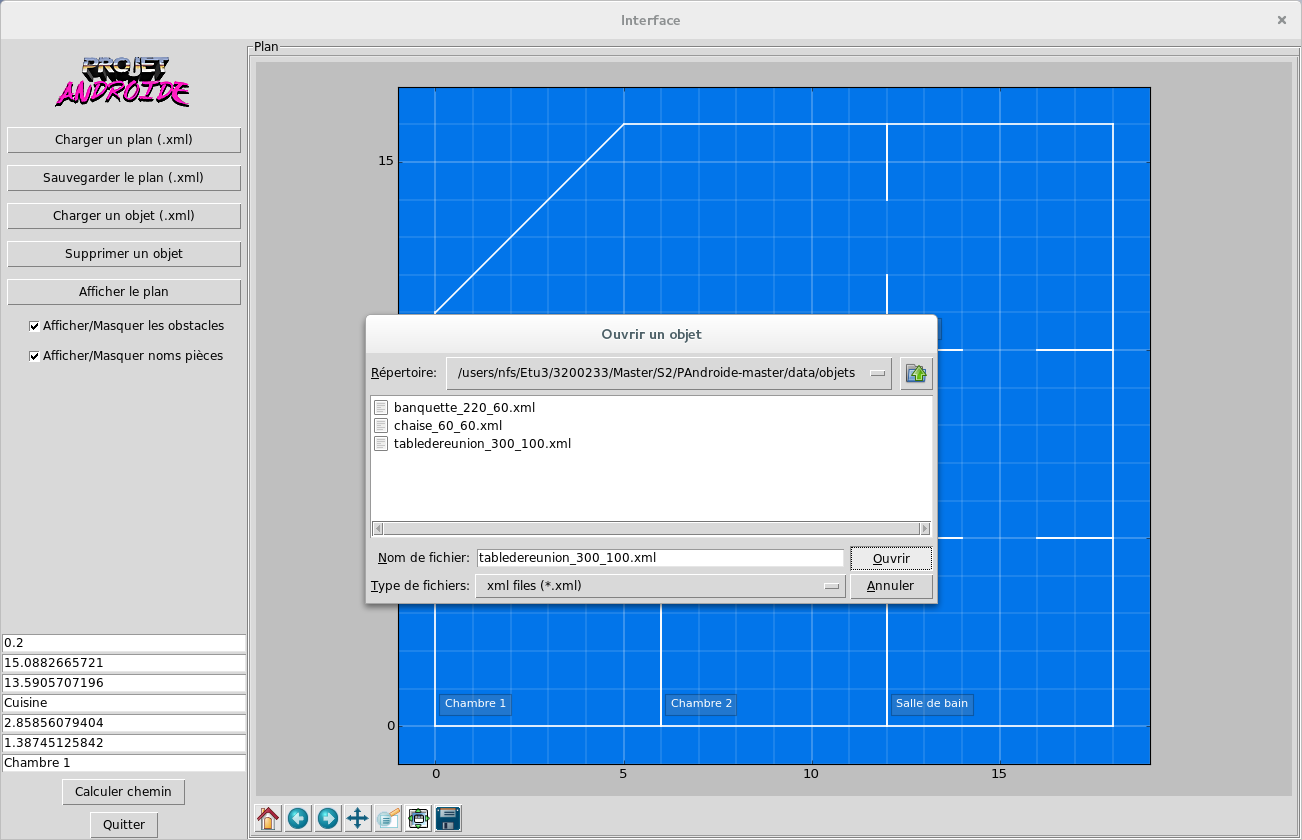 Interface
PROJET
ANDROIDE
Charger un plan (.xml)
Sauvegarder le plan (.xml)
Charger un objet (.xml)
Supprimer un objet
Afficher le plan
Afficher/Masquer les obstacles
Afficher/Masquer noms pièces
0.2
15.0882665721
13.5905707196
Cuisine
2.85856079404
1.38745125842
Chambre 1
Calculer chemin
Quitter
Plan
15
0
Chambre 1
Chambre 2
Salle de bain
0
5
10
15
Ouvrir un objet
Répertoire: /users/nfs/Etu3/3200233/Master/S2/PAndroide-master/data/objets
banquette_220_60.xml
chaise_60_60.xml
tabledereunion_300_100.xml
Nom de fichier: tabledereunion_300_100.xml Ouvrir
Type de fichiers: xml files (*.xml) Annuler